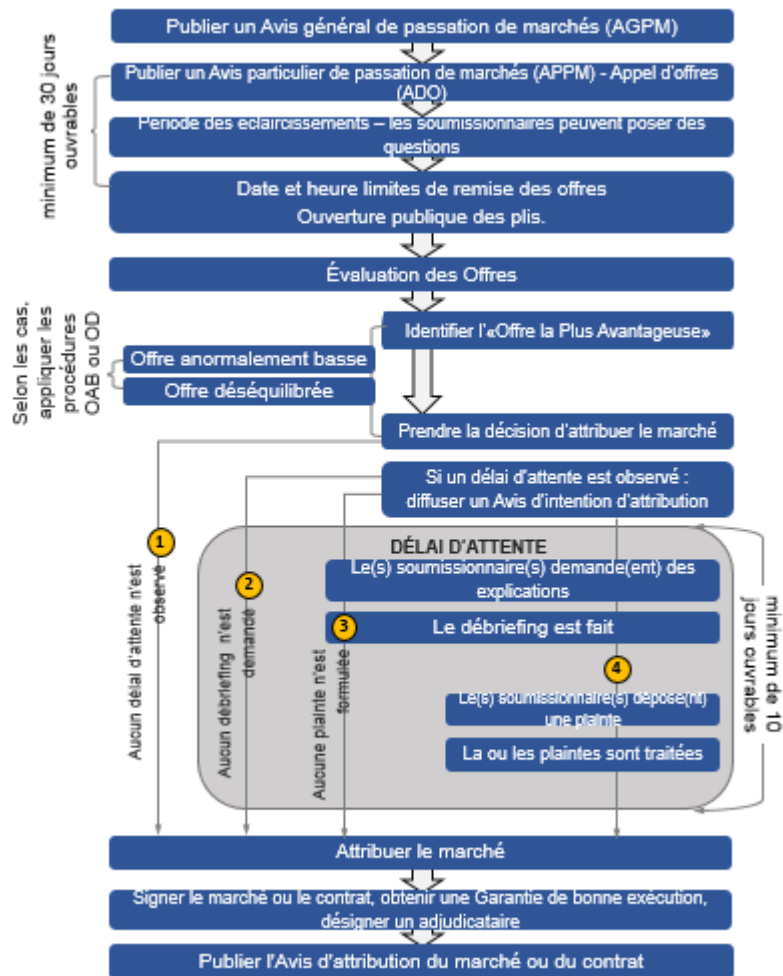 Publier un Avis général de passation de marchés (AGPM)
minimum de 30 jours
ouvrables
Publier un Avis particulier de passation de marchés (APPM) - Appel d'offres
(ADO)
Période des eclaircissements – les soumissionnaires peuvent poser des
questions
Date et heure limites de remise des offres
Ouverture publique des plis.
Évaluation des Offres
Identifier l'«Offre la Plus Avantageuse»
Selon les cas,
appliquer les
procédures
OAB ou OD
Offre anormalement basse
Offre déséquilibrée
Prendre la décision d'attribuer le marché
Si un délai d'attente est observé :
diffuser un Avis d'intention d'attribution
DÉLAI D'ATTENTE
1
Aucun délai d'attente n'est
observé
2
Aucun débriefing n'est
demandé
3
Aucune plainte n'est
formulée
4
Le(s) soumissionnaire(s) demande(ent) des
explications
Le débriefing est fait
Le(s) soumissionnaire(s) dépose(nt)
une plainte
La ou les plaintes sont traitées
minimum de 10
jours ouvrables
Attribuer le marché
Signer le marché ou le contrat, obtenir une Garantie de bonne exécution,
désigner un adjudicataire
Publier l'Avis d'attribution du marché ou du contrat